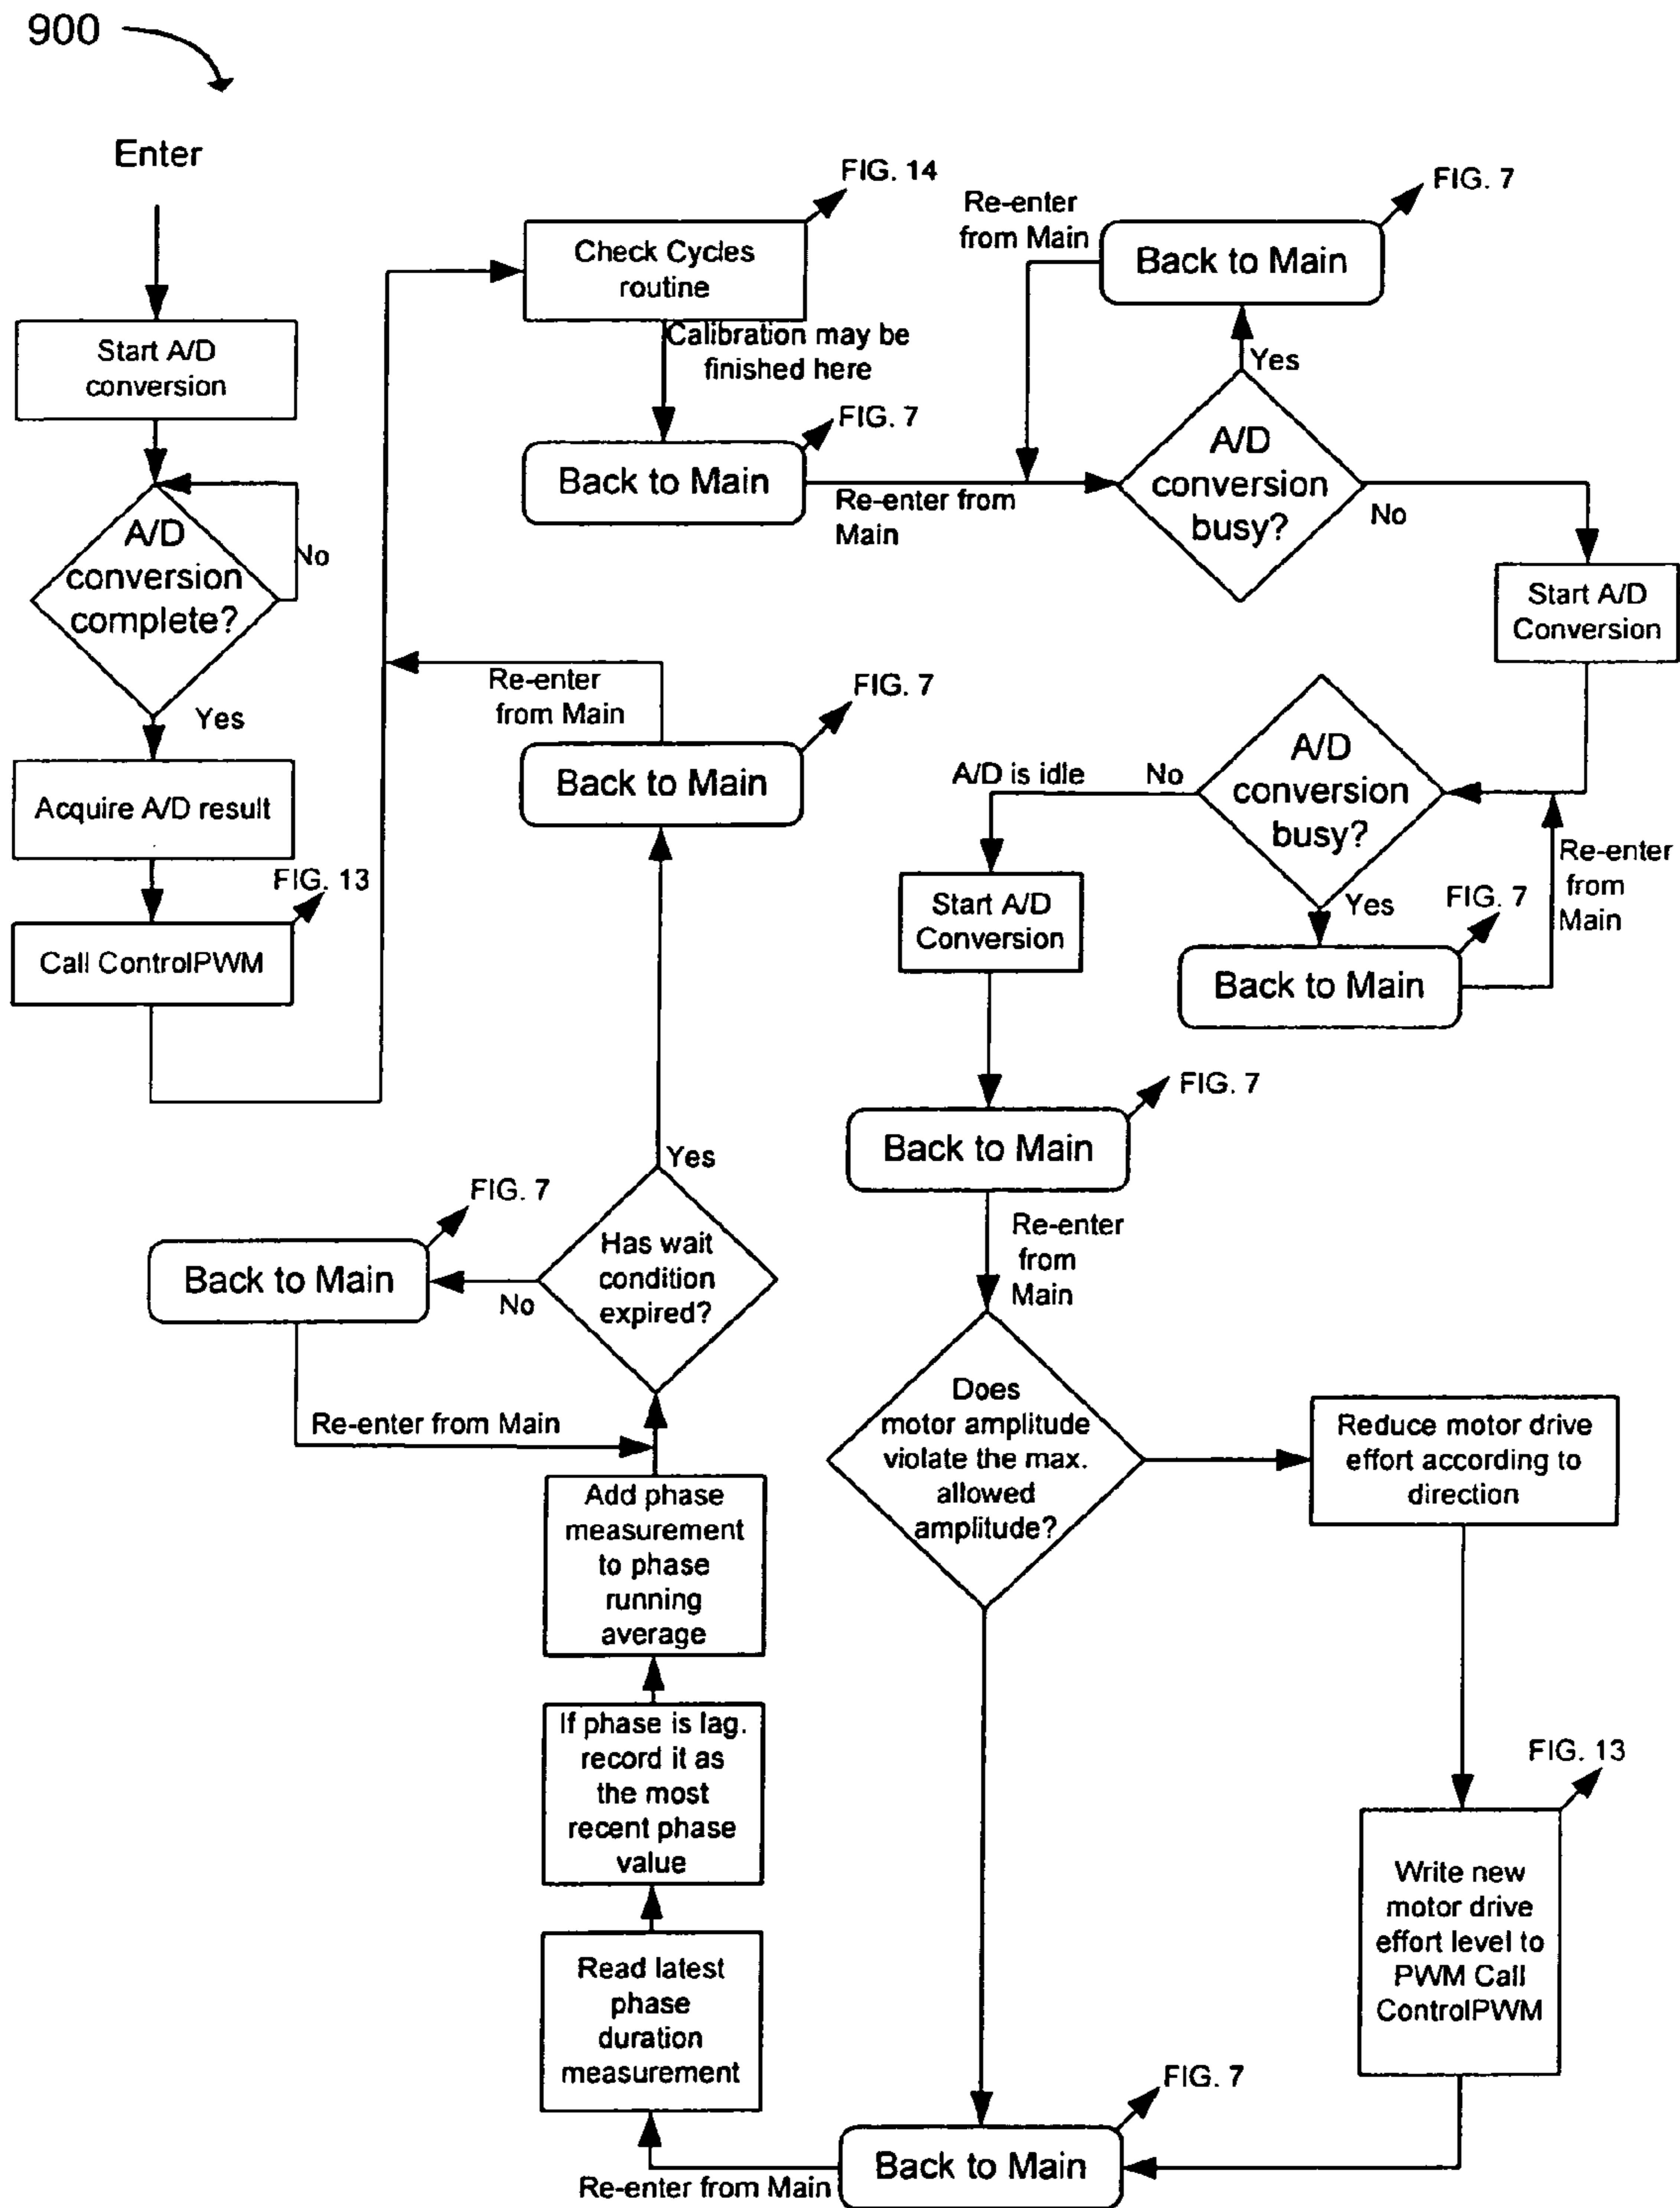 900
Enter
Start A/D
conversion
A/D
conversion
complete?
No
Yes
Acquire A/D result
FIG. 13
Call ControlPWM
FIG. 14
Check Cycles
routine
Calibration may be
finished here
FIG. 7
Back to Main
Re-enter from
Main
Re-enter
from Main
FIG. 7
Back to Main
Yes
A/D
conversion
busy?
No
Start A/D
Conversion
A/D
conversion
busy?
Yes
FIG. 7
Back to Main
Re-enter
from
Main
No
A/D is idle
Start A/D
Conversion
FIG. 7
Back to Main
Re-enter
from
Main
Does
motor amplitude
violate the max.
allowed
amplitude?
Reduce motor drive
effort according to
direction
FIG. 13
Write new
motor drive
effort level to
PWM Call
ControlPWM
FIG. 7
Back to Main
Re-enter from Main
Read latest
phase
duration
measurement
If phase is lag.
record it as
the most
recent phase
value
Add phase
measurement
to phase
running
average
Has wait
condition
expired?
No
FIG. 7
Back to Main
Re-enter from Main
Yes
FIG. 7
Back to Main
Re-enter
from Main